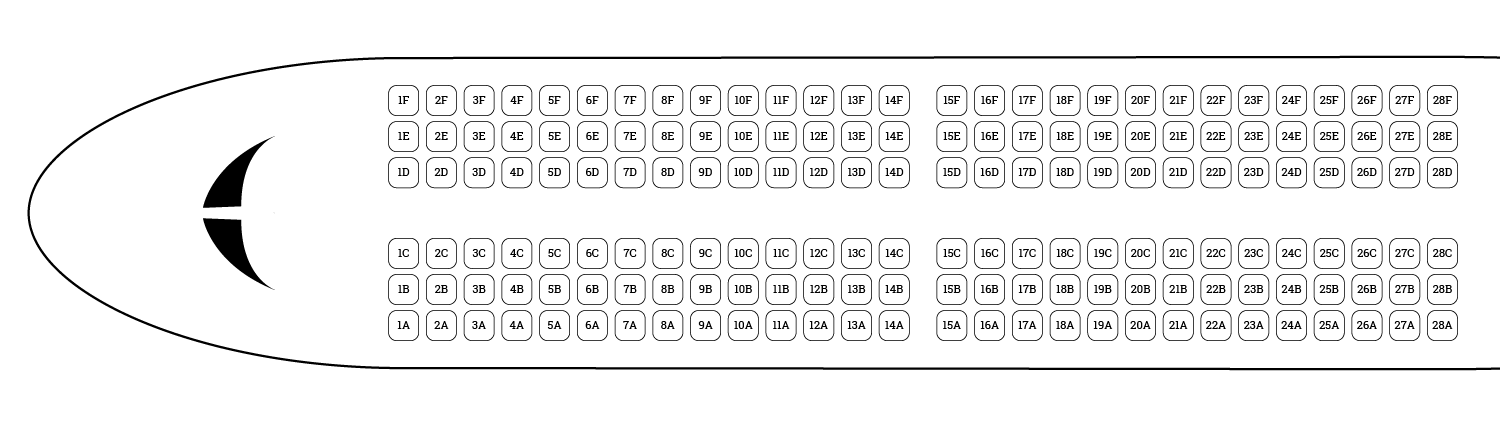 1F 2F 3F 4F 5F 6F 7F 8F 9F 10F 11F 12F 13F 14F 15F 16F 17F 18F 19F 20F 21F 22F 23F 24F 25F 26F 27F 28F
1E 2E 3E 4E 5E 6E 7E 8E 9E 10E 11E 12E 13E 14E 15E 16E 17E 18E 19E 20E 21E 22E 23E 24E 25E 26E 27E 28E
1D 2D 3D 4D 5D 6D 7D 8D 9D 10D 11D 12D 13D 14D 15D 16D 17D 18D 19D 20D 21D 22D 23D 24D 25D 26D 27D 28D
1C 2C 3C 4C 5C 6C 7C 8C 9C 10C 11C 12C 13C 14C 15C 16C 17C 18C 19C 20C 21C 22C 23C 24C 25C 26C 27C 28C
1B 2B 3B 4B 5B 6B 7B 8B 9B 10B 11B 12B 13B 14B 15B 16B 17B 18B 19B 20B 21B 22B 23B 24B 25B 26B 27B 28B
1A 2A 3A 4A 5A 6A 7A 8A 9A 10A 11A 12A 13A 14A 15A 16A 17A 18A 19A 20A 21A 22A 23A 24A 25A 26A 27A 28A